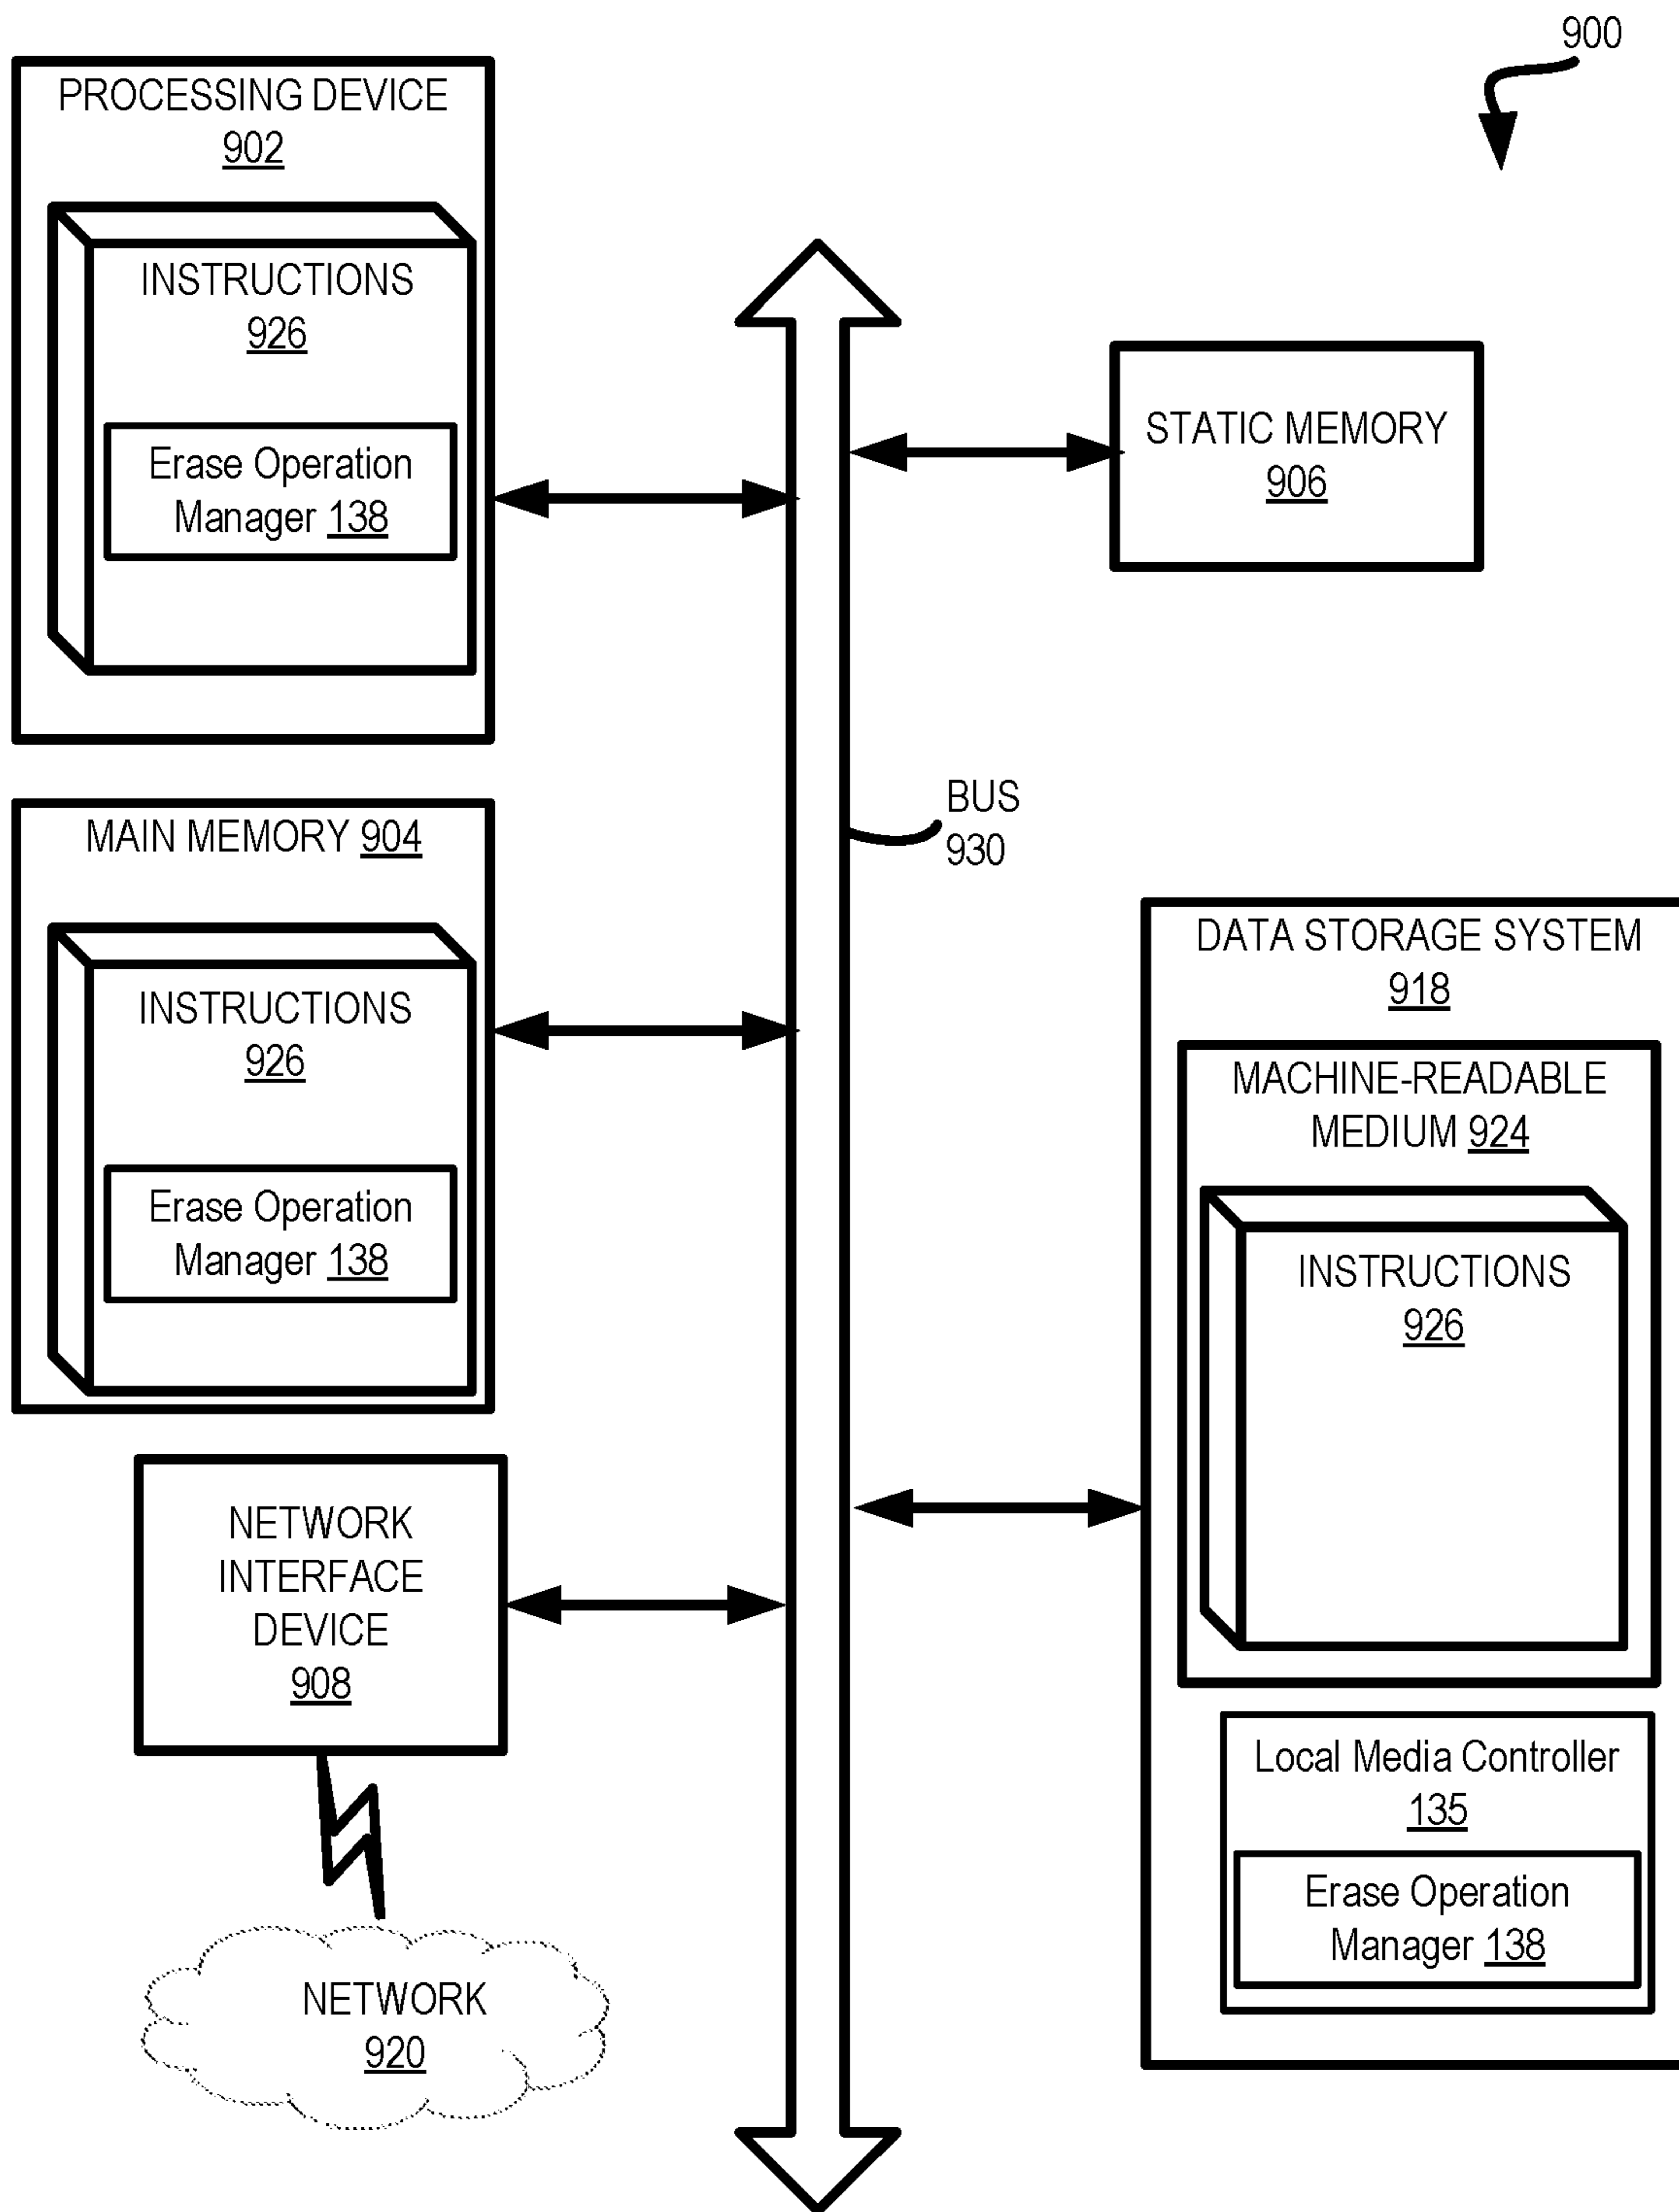 900
PROCESSING DEVICE
902
INSTRUCTIONS
926
Erase Operation
Manager 138
STATIC MEMORY
906
BUS
930
MAIN MEMORY 904
INSTRUCTIONS
926
Erase Operation
Manager 138
DATA STORAGE SYSTEM
918
MACHINE-READABLE
MEDIUM 924
INSTRUCTIONS
926
NETWORK
INTERFACE
DEVICE
908
Local Media Controller
135
Erase Operation
Manager 138
NETWORK
920